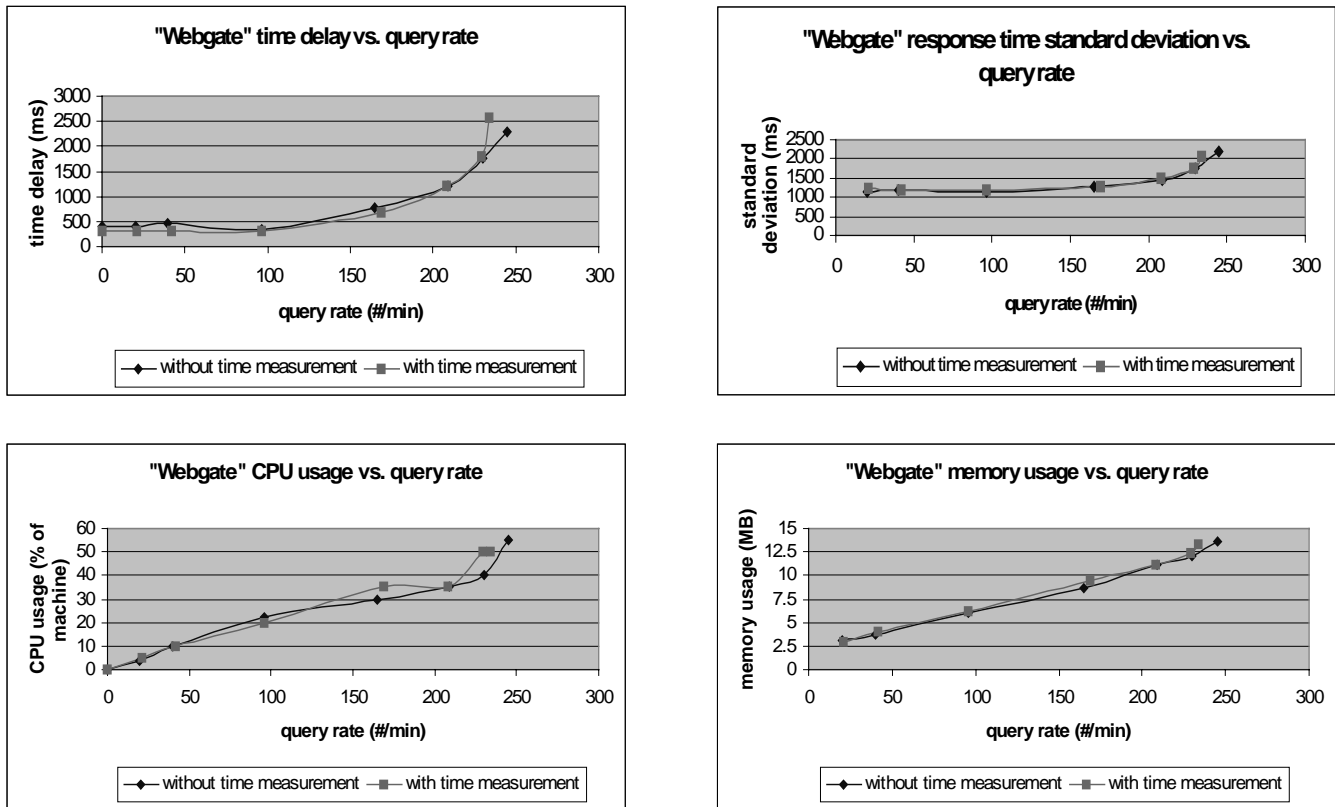 "Webgate" time delay vs. query rate
time delay (ms)
3000
2500
2000
1500
1000
500
0
0 50 100 150 200 250 300
query rate (#/min)
without time measurement with time measurement
"Webgate" response time standard deviation vs.
query rate
standard
deviation (ms)
2500
2000
1500
1000
500
0
0 50 100 150 200 250 300
query rate (#/min)
without time measurement with time measurement
"Webgate" CPU usage vs. query rate
CPU usage (% of
machine)
60
50
40
30
20
10
0
0 50 100 150 200 250 300
query rate (#/min)
without time measurement with time measurement
"Webgate" memory usage vs. query rate
memory usage (MB)
15
12.5
10
7.5
5
2.5
0
0 50 100 150 200 250 300
query rate (#/min)
without time measurement with time measurement